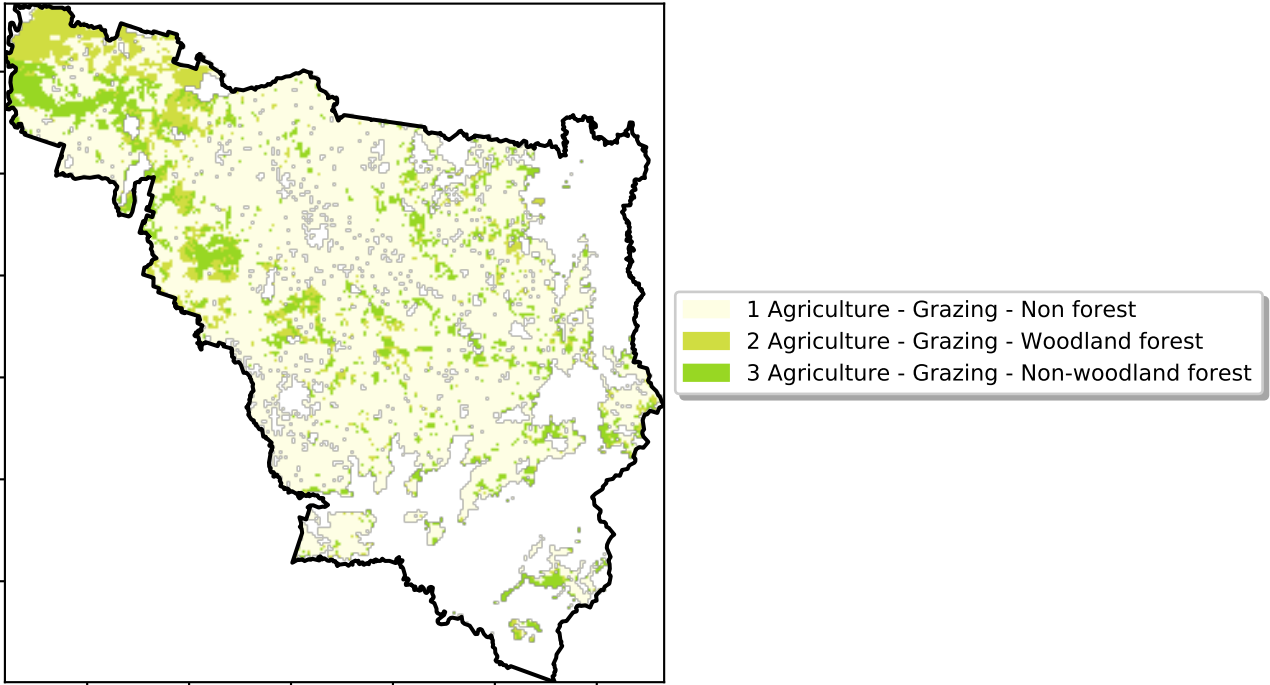 1 Agriculture - Grazing - Non forest
2 Agriculture - Grazing - Woodland forest
3 Agriculture - Grazing - Non-woodland forest